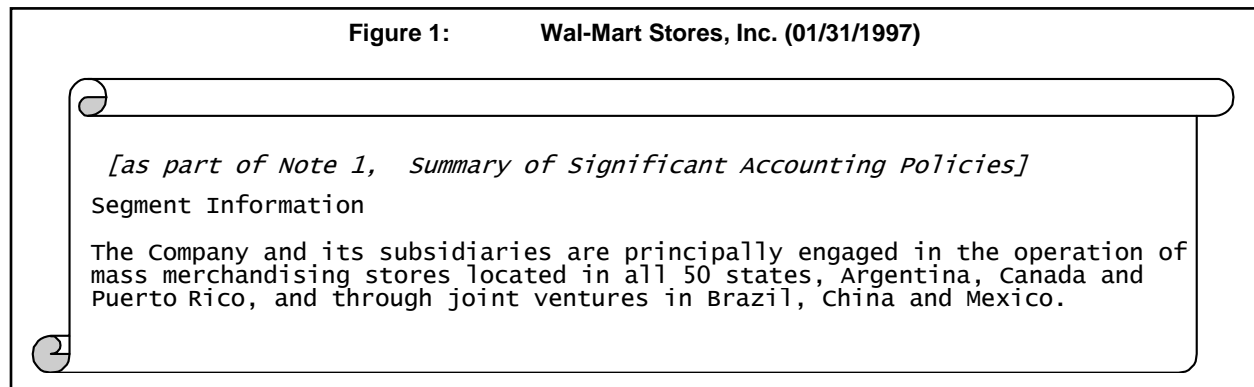 Figure 1: Wal-Mart Stores, Inc. (01/31/1997)
[as part of Note 1, Summary of Significant Accounting Policies]
Segment Information
The Company and its subsidiaries are principally engaged in the operation of
mass merchandising stores located in all 50 states, Argentina, Canada and
Puerto Rico, and through joint ventures in Brazil, China and Mexico.